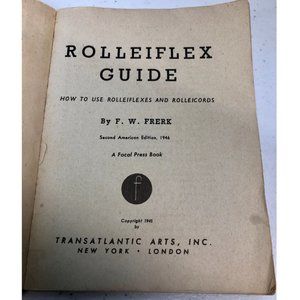 ROLLEIFLEX
GUIDE
HOW TO USE ROLLEIFLEXES AND ROLLEICORDS
By F. W. FRERK
Second American Edition, 1946
A Focal Press Book
f
Copyright 1945
by
TRANSATLANTIC ARTS, INC.
NEW YORK • LONDON